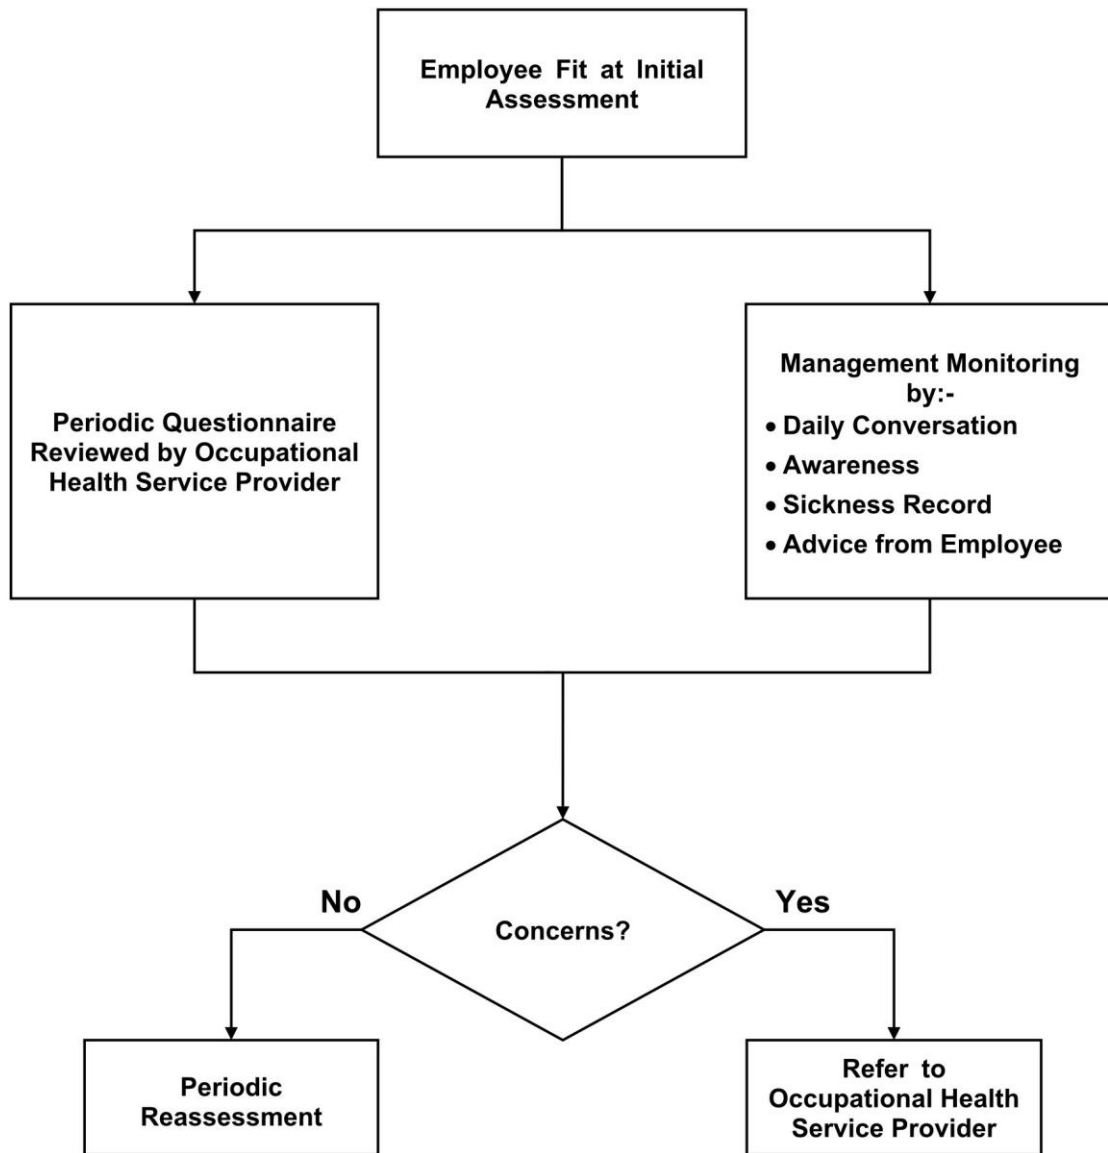 Employee Fit at Initial
Assessment
Periodic Questionnaire
Reviewed by Occupational
Health Service Provider
Management Monitoring
by:-
• Daily Conversation
• Awareness
• Sickness Record
• Advice from Employee
No
Yes
Concerns?
Periodic
Reassessment
Refer to
Occupational Health
Service Provider